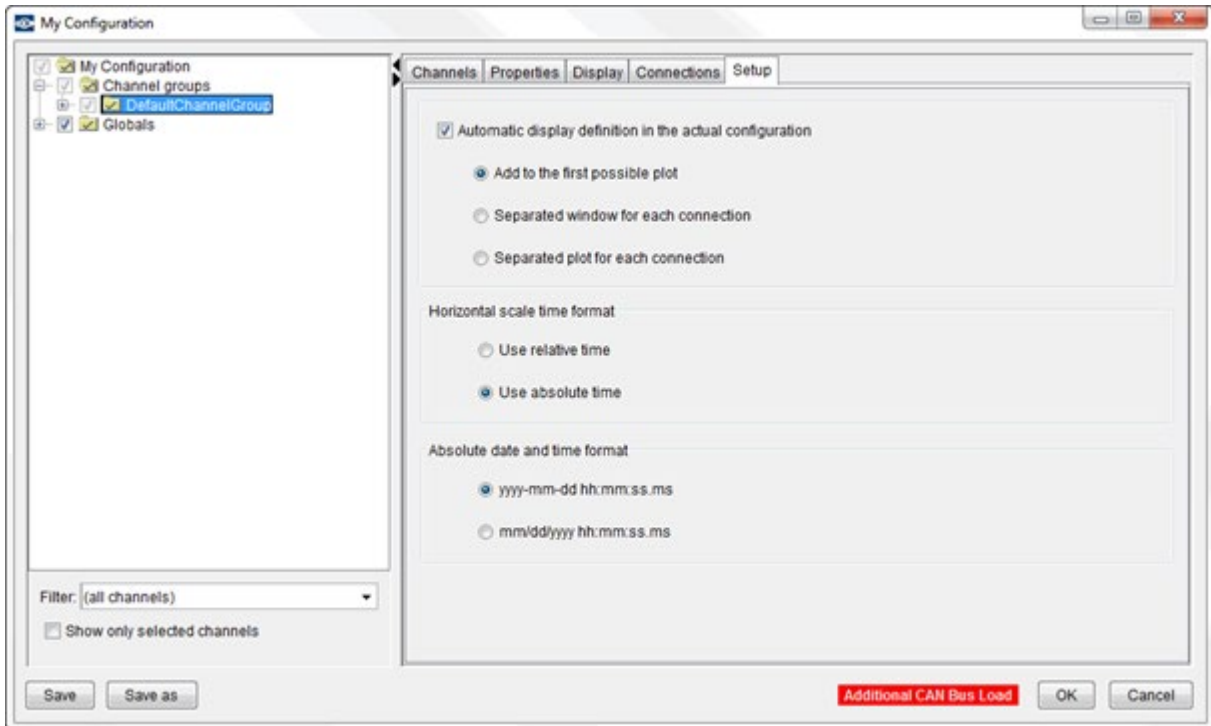 My Configuration
My Configuration
Channel groups
DefaultChannelGroup
Globals
Filter: (all channels)
Show only selected channels
Channels Properties Display Connections Setup
Automatic display definition in the actual configuration
Add to the first possible plot
Separated window for each connection
Separated plot for each connection
Horizontal scale time format
Use relative time
Use absolute time
Absolute date and time format
yyyy-mm-dd hh:mm:ss.ms
mm/dd/yyyy hh:mm:ss.ms
Save Save as Additional CAN Bus Load OK Cancel